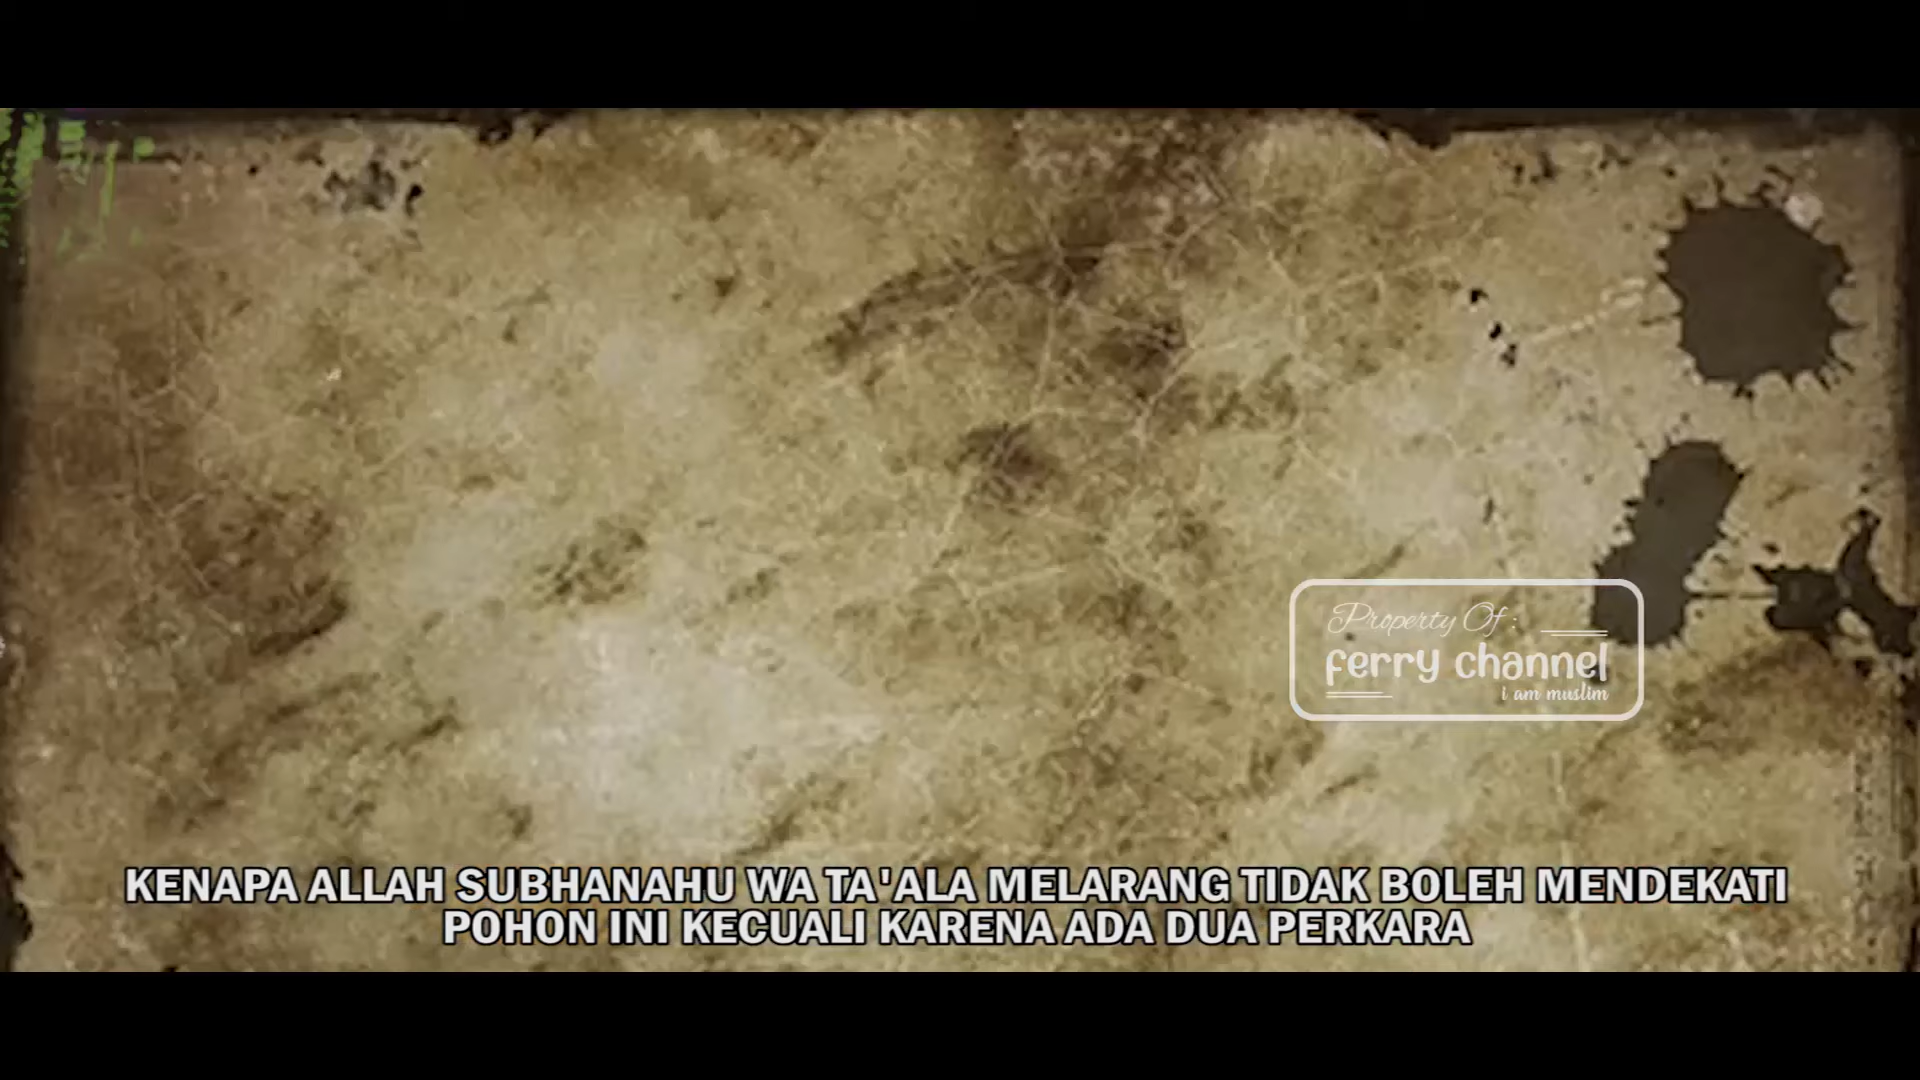 Property Of :
ferry channel
i am muslim
KENAPA ALLAH SUBHANAHU WA TA'ALA MELARANG TIDAK BOLEH MENDEKATI
POHON INI KECUALI KARENA ADA DUA PERKARA